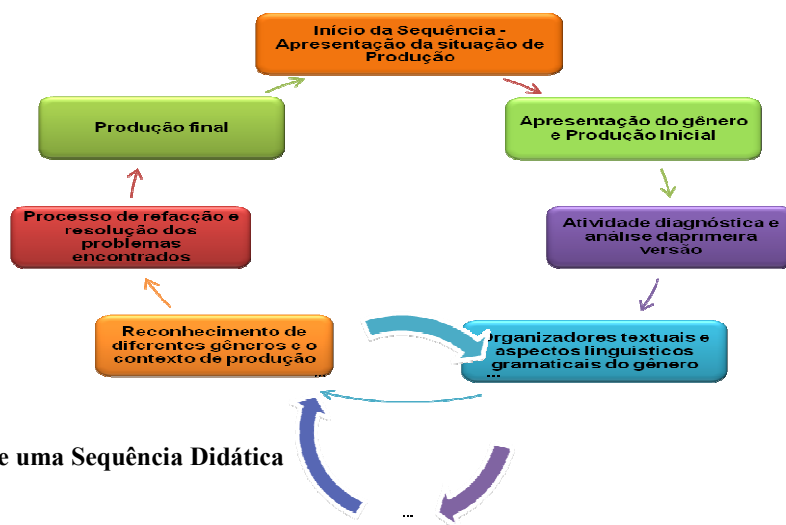 Início da Sequência -
Apresentação da situação de
Produção
Apresentação do gênero
e Produção Inicial
Atividade diagnóstica e
análise daprimeira
versão
Organizadores textuais e
aspectos linguísticos
gramaticais do gênero
...
Reconhecimento de
diferentes gêneros e o
contexto de produção
...
Processo de refacção e
resolução dos
problemas
encontrados
Produção final
e uma Sequência Didática
...